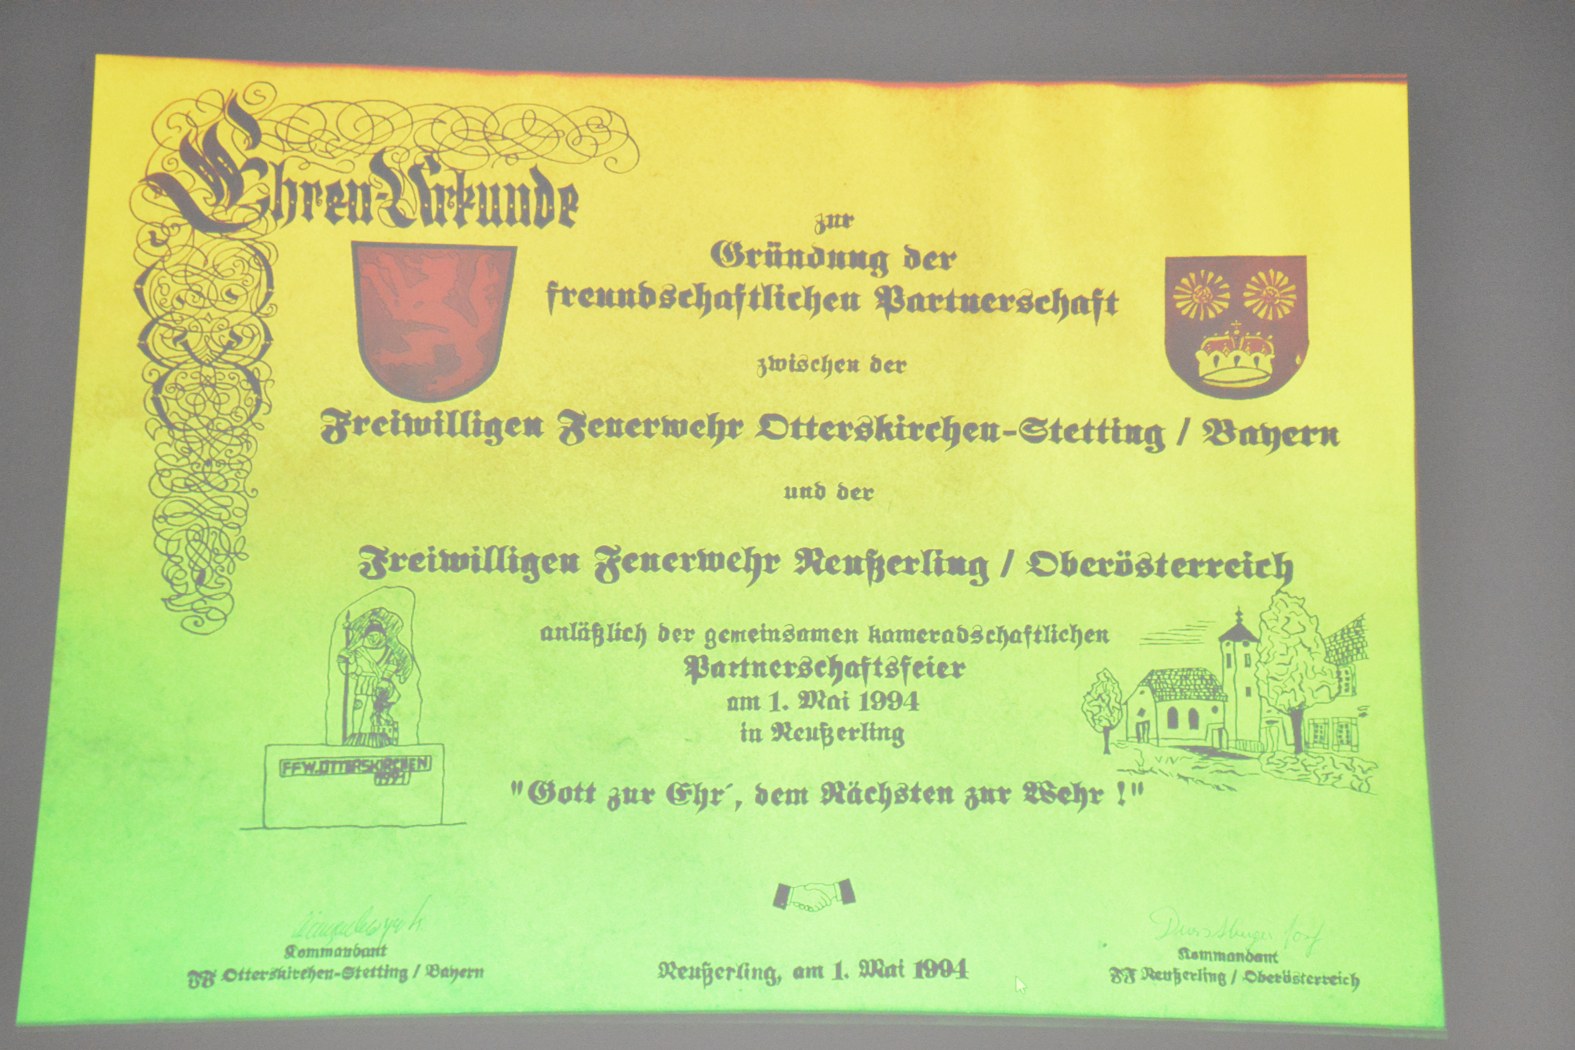 Ehren-Urkunde
zur
Gründung der
freundschaftlichen Partnerschaft
zwischen der
Freiwilligen Feuerwehr Otterskirchen-Stetting / Bayern
und der
Freiwilligen Feuerwehr Neußerling / Oberösterreich
anläßlich der gemeinsamen kameradschaftlichen
Partnerschaftsfeier
am 1. Mai 1994
in Neußerling
"Gott zur Ehr´, dem Nächsten zur Wehr !"
FFW.OTTERSKIRCHEN
1991
Kommandant
FF Otterskirchen-Stetting / Bayern
Neußerling, am 1. Mai 1994
Kommandant
FF Neußerling / Oberösterreich